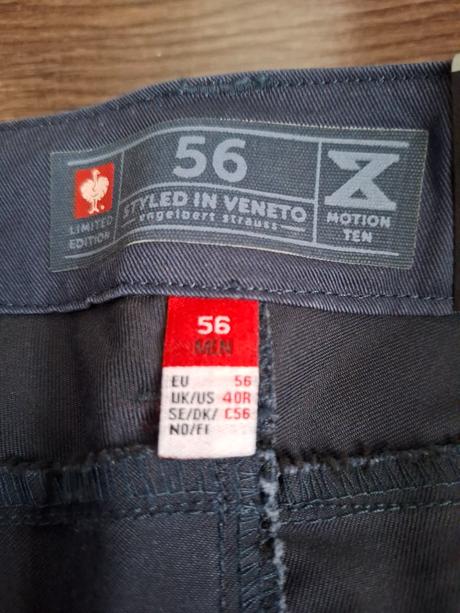 56
STYLED IN VENETO
engelbert strauss
LIMITED
EDITION
MOTION
TEN
56
MEN
EU 56
UK/US 40R
SE/DK/ C56
NO/FI